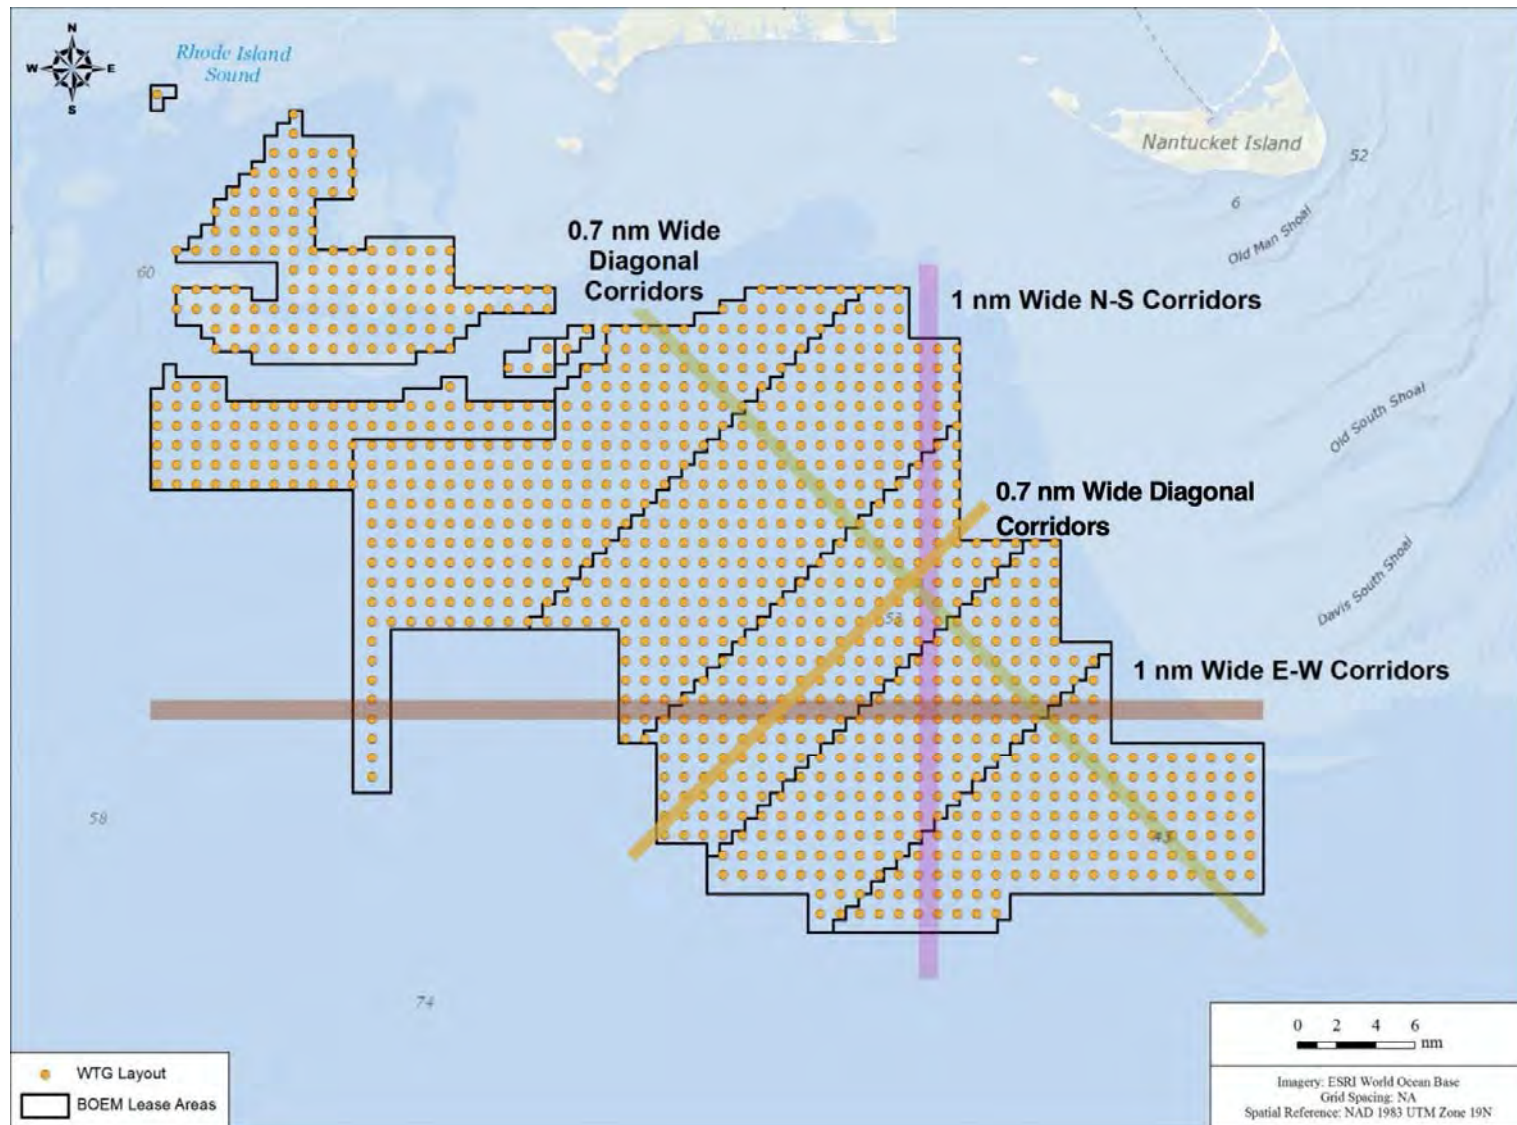 N
W
E
S
Rhode Island
Sound
Nantucket Island
52
6
Old Man Shoal
0.7 nm Wide
Diagonal
Corridors
60
1 nm Wide N-S Corridors
Old South Shoal
0.7 nm Wide Diagonal
Corridors
Davis South Shoal
53
1 nm Wide E-W Corridors
58
43
74
0 2 4 6
nm
WTG Layout
BOEM Lease Areas
Imagery: ESRI World Ocean Base
Grid Spacing: NA
Spatial Reference: NAD 1983 UTM Zone 19N